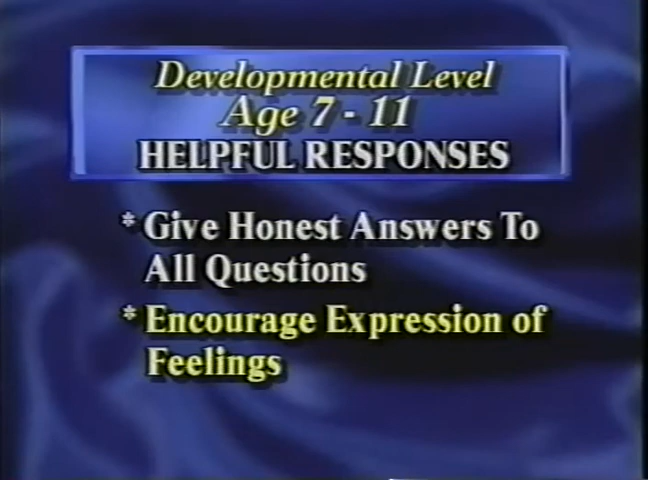 Developmental Level
Age 7 - 11
HELPFUL RESPONSES
* Give Honest Answers To
All Questions
* Encourage Expression of
Feelings